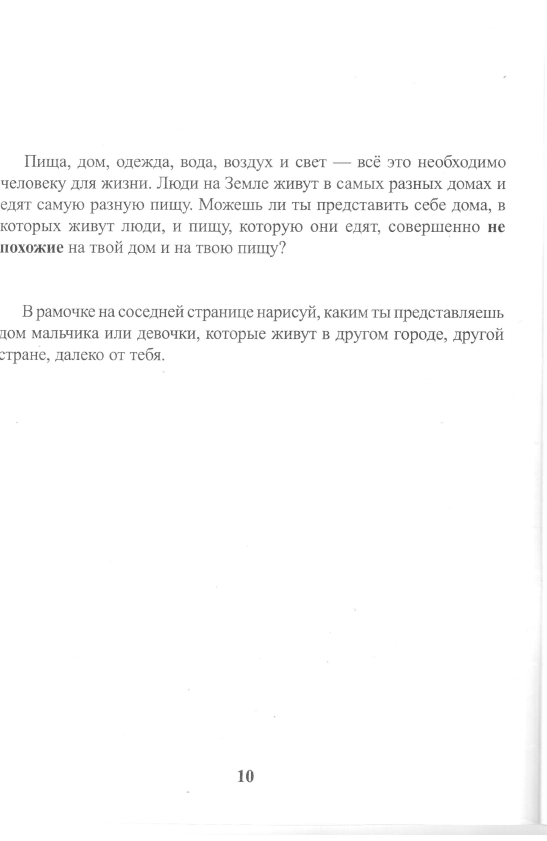 Пища, дом, одежда, вода, воздух и свет — всё это необходимо
человеку для жизни. Люди на Земле живут в самых разных домах и
едят самую разную пищу. Можешь ли ты представить себе дома, в
которых живут люди, и пищу, которую они едят, совершенно не
похожие на твой дом и на твою пищу?
В рамочке на соседней странице нарисуй, каким ты представляешь
дом мальчика или девочки, которые живут в другом городе, другой
стране, далеко от тебя.
10